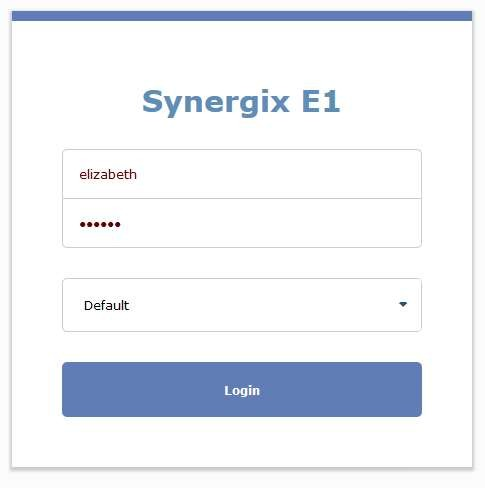 Synergix E1
elizabeth
••••••
Default
Login